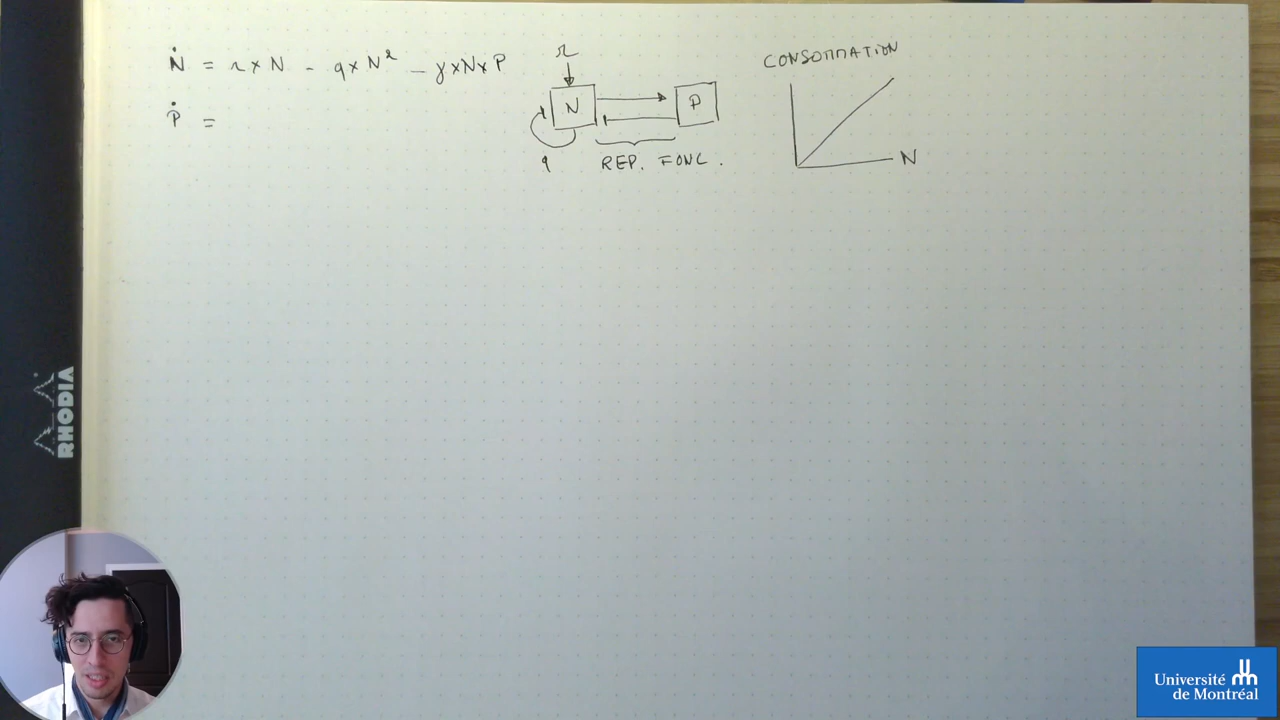 Ṅ = r × N - q × N² - γ × N × P
Ṗ =
r
N
P
q
REP. FONC.
CONSOMMATION
N
RHODIA
Université
de Montréal